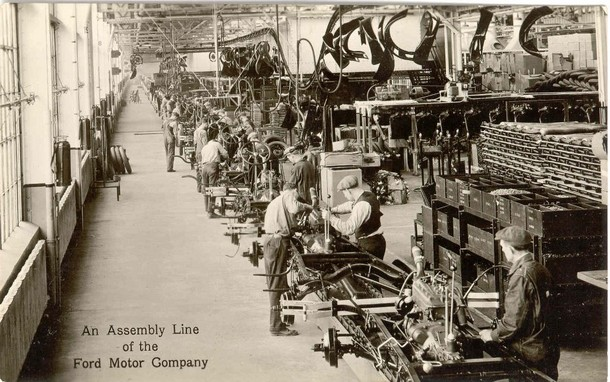 An Assembly Line
of the
Ford Motor Company